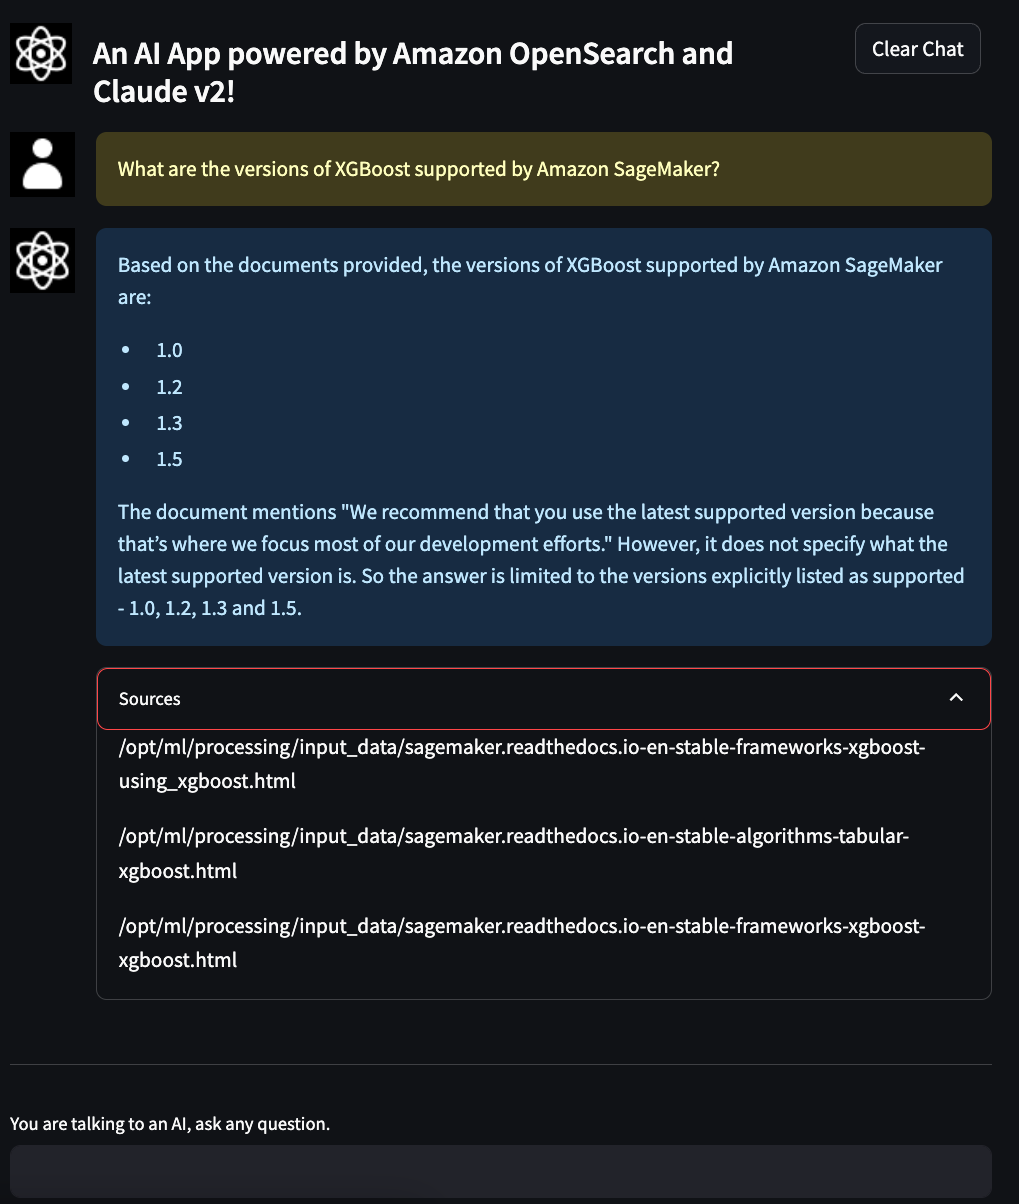 An AI App powered by Amazon OpenSearch and
Claude v2!
Clear Chat
What are the versions of XGBoost supported by Amazon SageMaker?
Based on the documents provided, the versions of XGBoost supported by Amazon SageMaker
are:
• 1.0
• 1.2
• 1.3
• 1.5
The document mentions "We recommend that you use the latest supported version because
that’s where we focus most of our development efforts." However, it does not specify what the
latest supported version is. So the answer is limited to the versions explicitly listed as supported
- 1.0, 1.2, 1.3 and 1.5.
Sources
/opt/ml/processing/input_data/sagemaker.readthedocs.io-en-stable-frameworks-xgboost-
using_xgboost.html
/opt/ml/processing/input_data/sagemaker.readthedocs.io-en-stable-algorithms-tabular-
xgboost.html
/opt/ml/processing/input_data/sagemaker.readthedocs.io-en-stable-frameworks-xgboost-
xgboost.html
You are talking to an AI, ask any question.